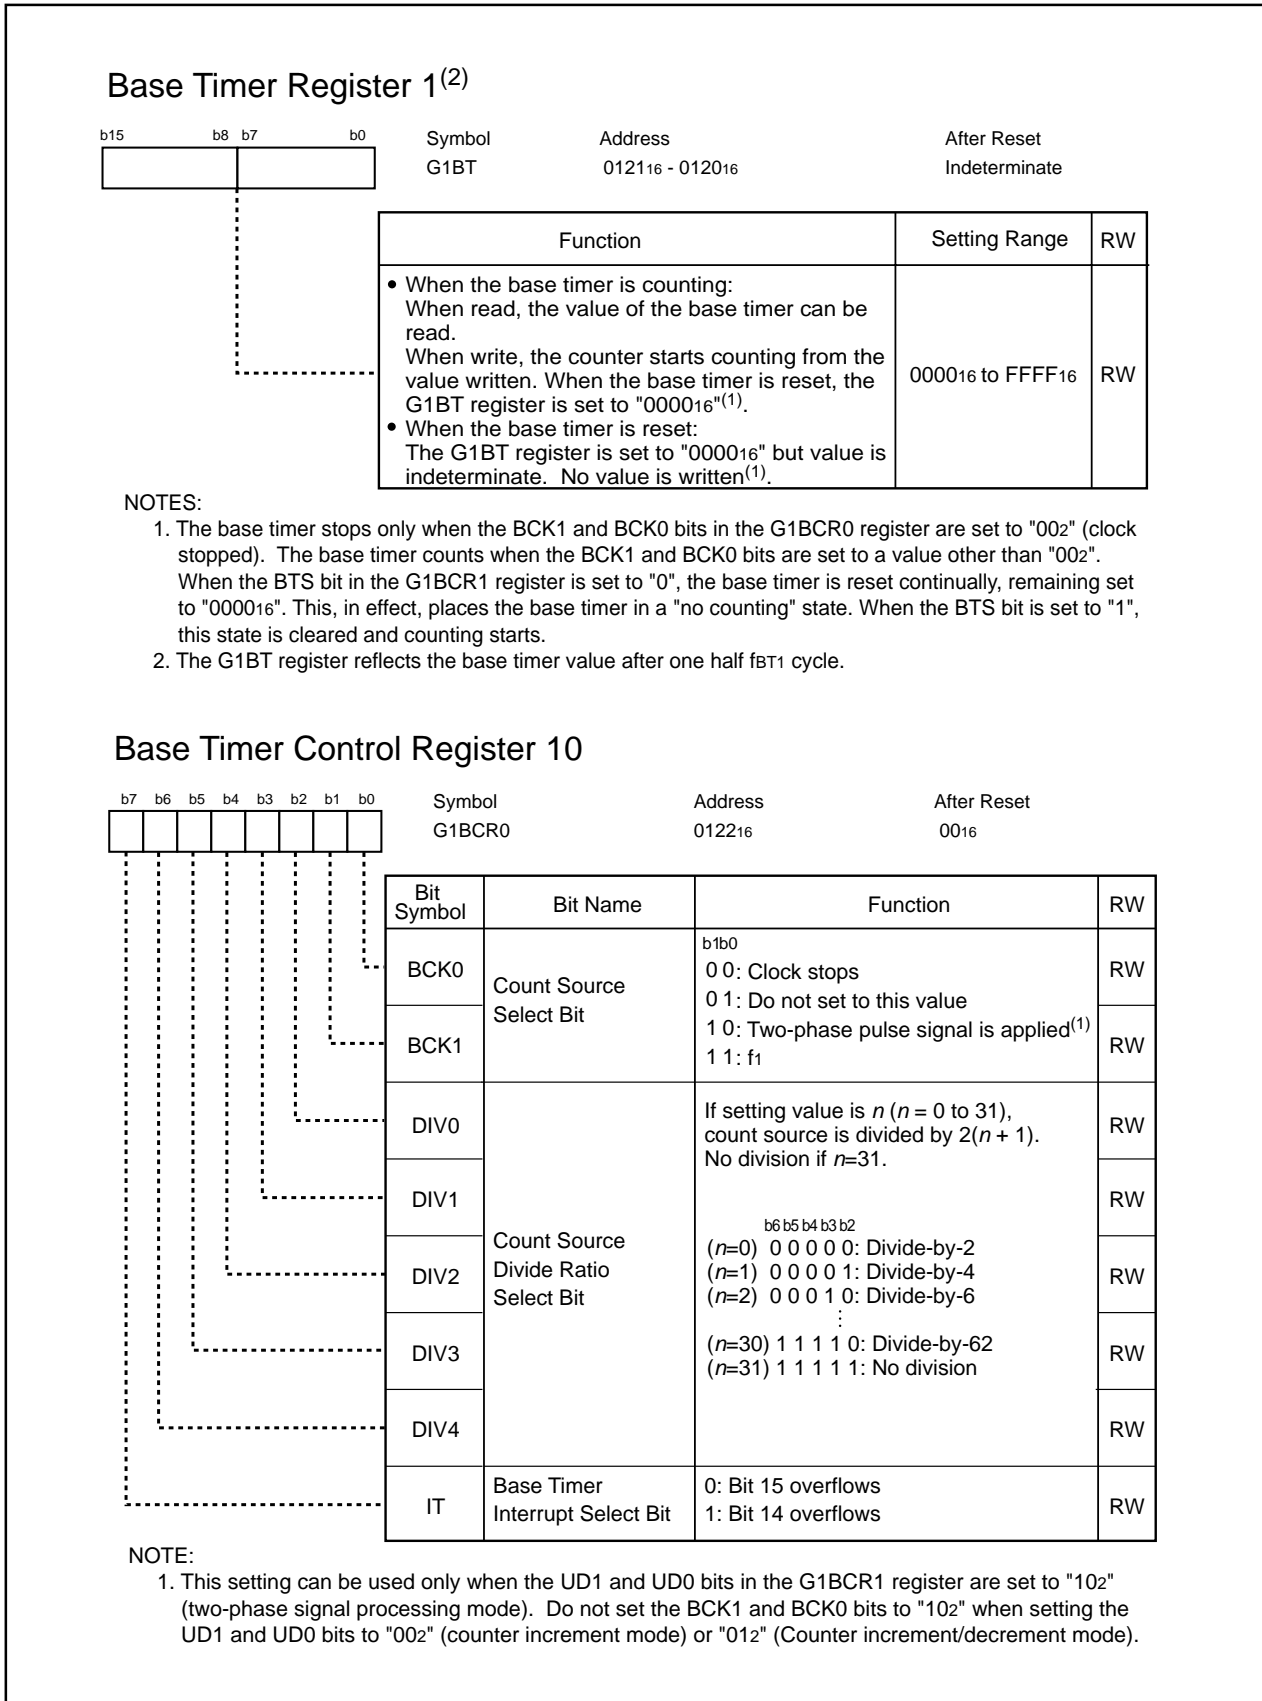 Base Timer Register 1(2)
b15 b8 b7 b0
Symbol Address After Reset
G1BT 012116 - 012016 Indeterminate
Function Setting Range RW
• When the base timer is counting:
When read, the value of the base timer can be
read.
When write, the counter starts counting from the
value written. When the base timer is reset, the
G1BT register is set to "000016"(1).
• When the base timer is reset:
The G1BT register is set to "000016" but value is
indeterminate. No value is written(1).
000016 to FFFF16 RW
NOTES:
1. The base timer stops only when the BCK1 and BCK0 bits in the G1BCR0 register are set to "002" (clock
stopped). The base timer counts when the BCK1 and BCK0 bits are set to a value other than "002".
When the BTS bit in the G1BCR1 register is set to "0", the base timer is reset continually, remaining set
to "000016". This, in effect, places the base timer in a "no counting" state. When the BTS bit is set to "1",
this state is cleared and counting starts.
2. The G1BT register reflects the base timer value after one half fBT1 cycle.
Base Timer Control Register 10
b7 b6 b5 b4 b3 b2 b1 b0
Symbol Address After Reset
G1BCR0 012216 0016
Bit
Symbol
Bit Name Function RW
BCK0
BCK1
Count Source
Select Bit
b1b0
0 0: Clock stops
0 1: Do not set to this value
1 0: Two-phase pulse signal is applied(1)
1 1: f1
RW
RW
DIV0
DIV1
DIV2
DIV3
DIV4
Count Source
Divide Ratio
Select Bit
If setting value is n (n = 0 to 31),
count source is divided by 2(n + 1).
No division if n=31.
b6 b5 b4 b3 b2
(n=0) 0 0 0 0 0: Divide-by-2
(n=1) 0 0 0 0 1: Divide-by-4
(n=2) 0 0 0 1 0: Divide-by-6
⋮
(n=30) 1 1 1 1 0: Divide-by-62
(n=31) 1 1 1 1 1: No division
RW
RW
RW
RW
RW
IT
Base Timer
Interrupt Select Bit
0: Bit 15 overflows
1: Bit 14 overflows
RW
NOTE:
1. This setting can be used only when the UD1 and UD0 bits in the G1BCR1 register are set to "102"
(two-phase signal processing mode). Do not set the BCK1 and BCK0 bits to "102" when setting the
UD1 and UD0 bits to "002" (counter increment mode) or "012" (Counter increment/decrement mode).